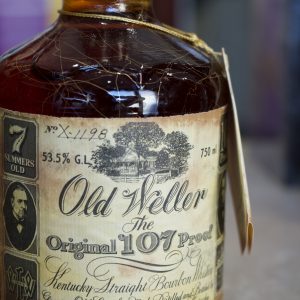 Nº X-1198
53.5% G.L.
750 ml
7
SUMMERS
OLD
Old Weller
The
Original 107 Proof
Kentucky Straight Bourbon Whiskey